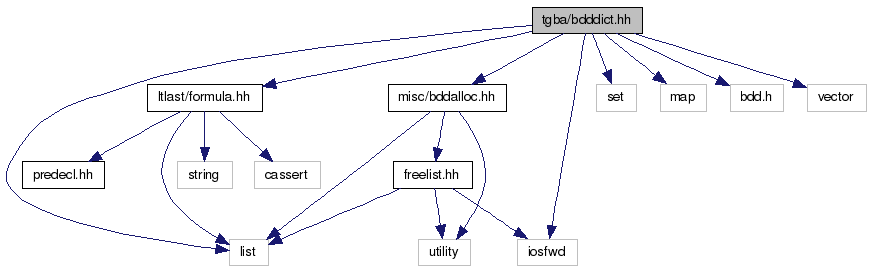 tgba/bdddict.hh
ltlast/formula.hh
misc/bddalloc.hh
set
map
bdd.h
vector
predecl.hh
string
cassert
freelist.hh
list
utility
iosfwd